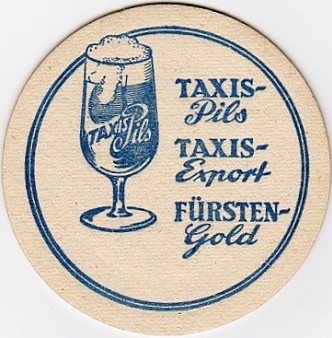 TAXIS
Pils
TAXIS-
Pils
TAXIS-
Export
FÜRSTEN-
Gold